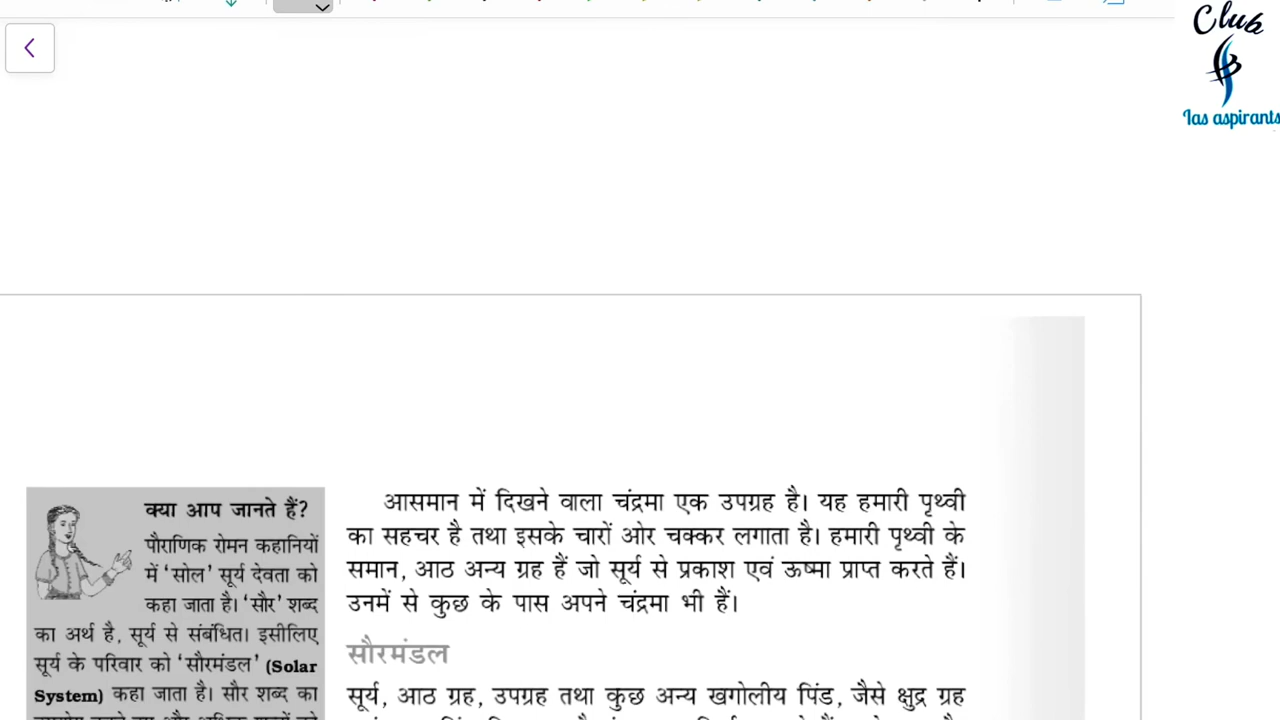 Club
Ias aspirants
क्या आप जानते हैं?
पौराणिक रोमन कहानियों
में ‘सोल’ सूर्य देवता को
कहा जाता है। ‘सौर’ शब्द
का अर्थ है, सूर्य से संबंधित। इसीलिए
सूर्य के परिवार को ‘सौरमंडल’ (Solar
System) कहा जाता है। सौर शब्द का
आसमान में दिखने वाला चंद्रमा एक उपग्रह है। यह हमारी पृथ्वी
का सहचर है तथा इसके चारों ओर चक्कर लगाता है। हमारी पृथ्वी के
समान, आठ अन्य ग्रह हैं जो सूर्य से प्रकाश एवं ऊष्मा प्राप्त करते हैं।
उनमें से कुछ के पास अपने चंद्रमा भी हैं।
सौरमंडल
सूर्य, आठ ग्रह, उपग्रह तथा कुछ अन्य खगोलीय पिंड, जैसे क्षुद्र ग्रह